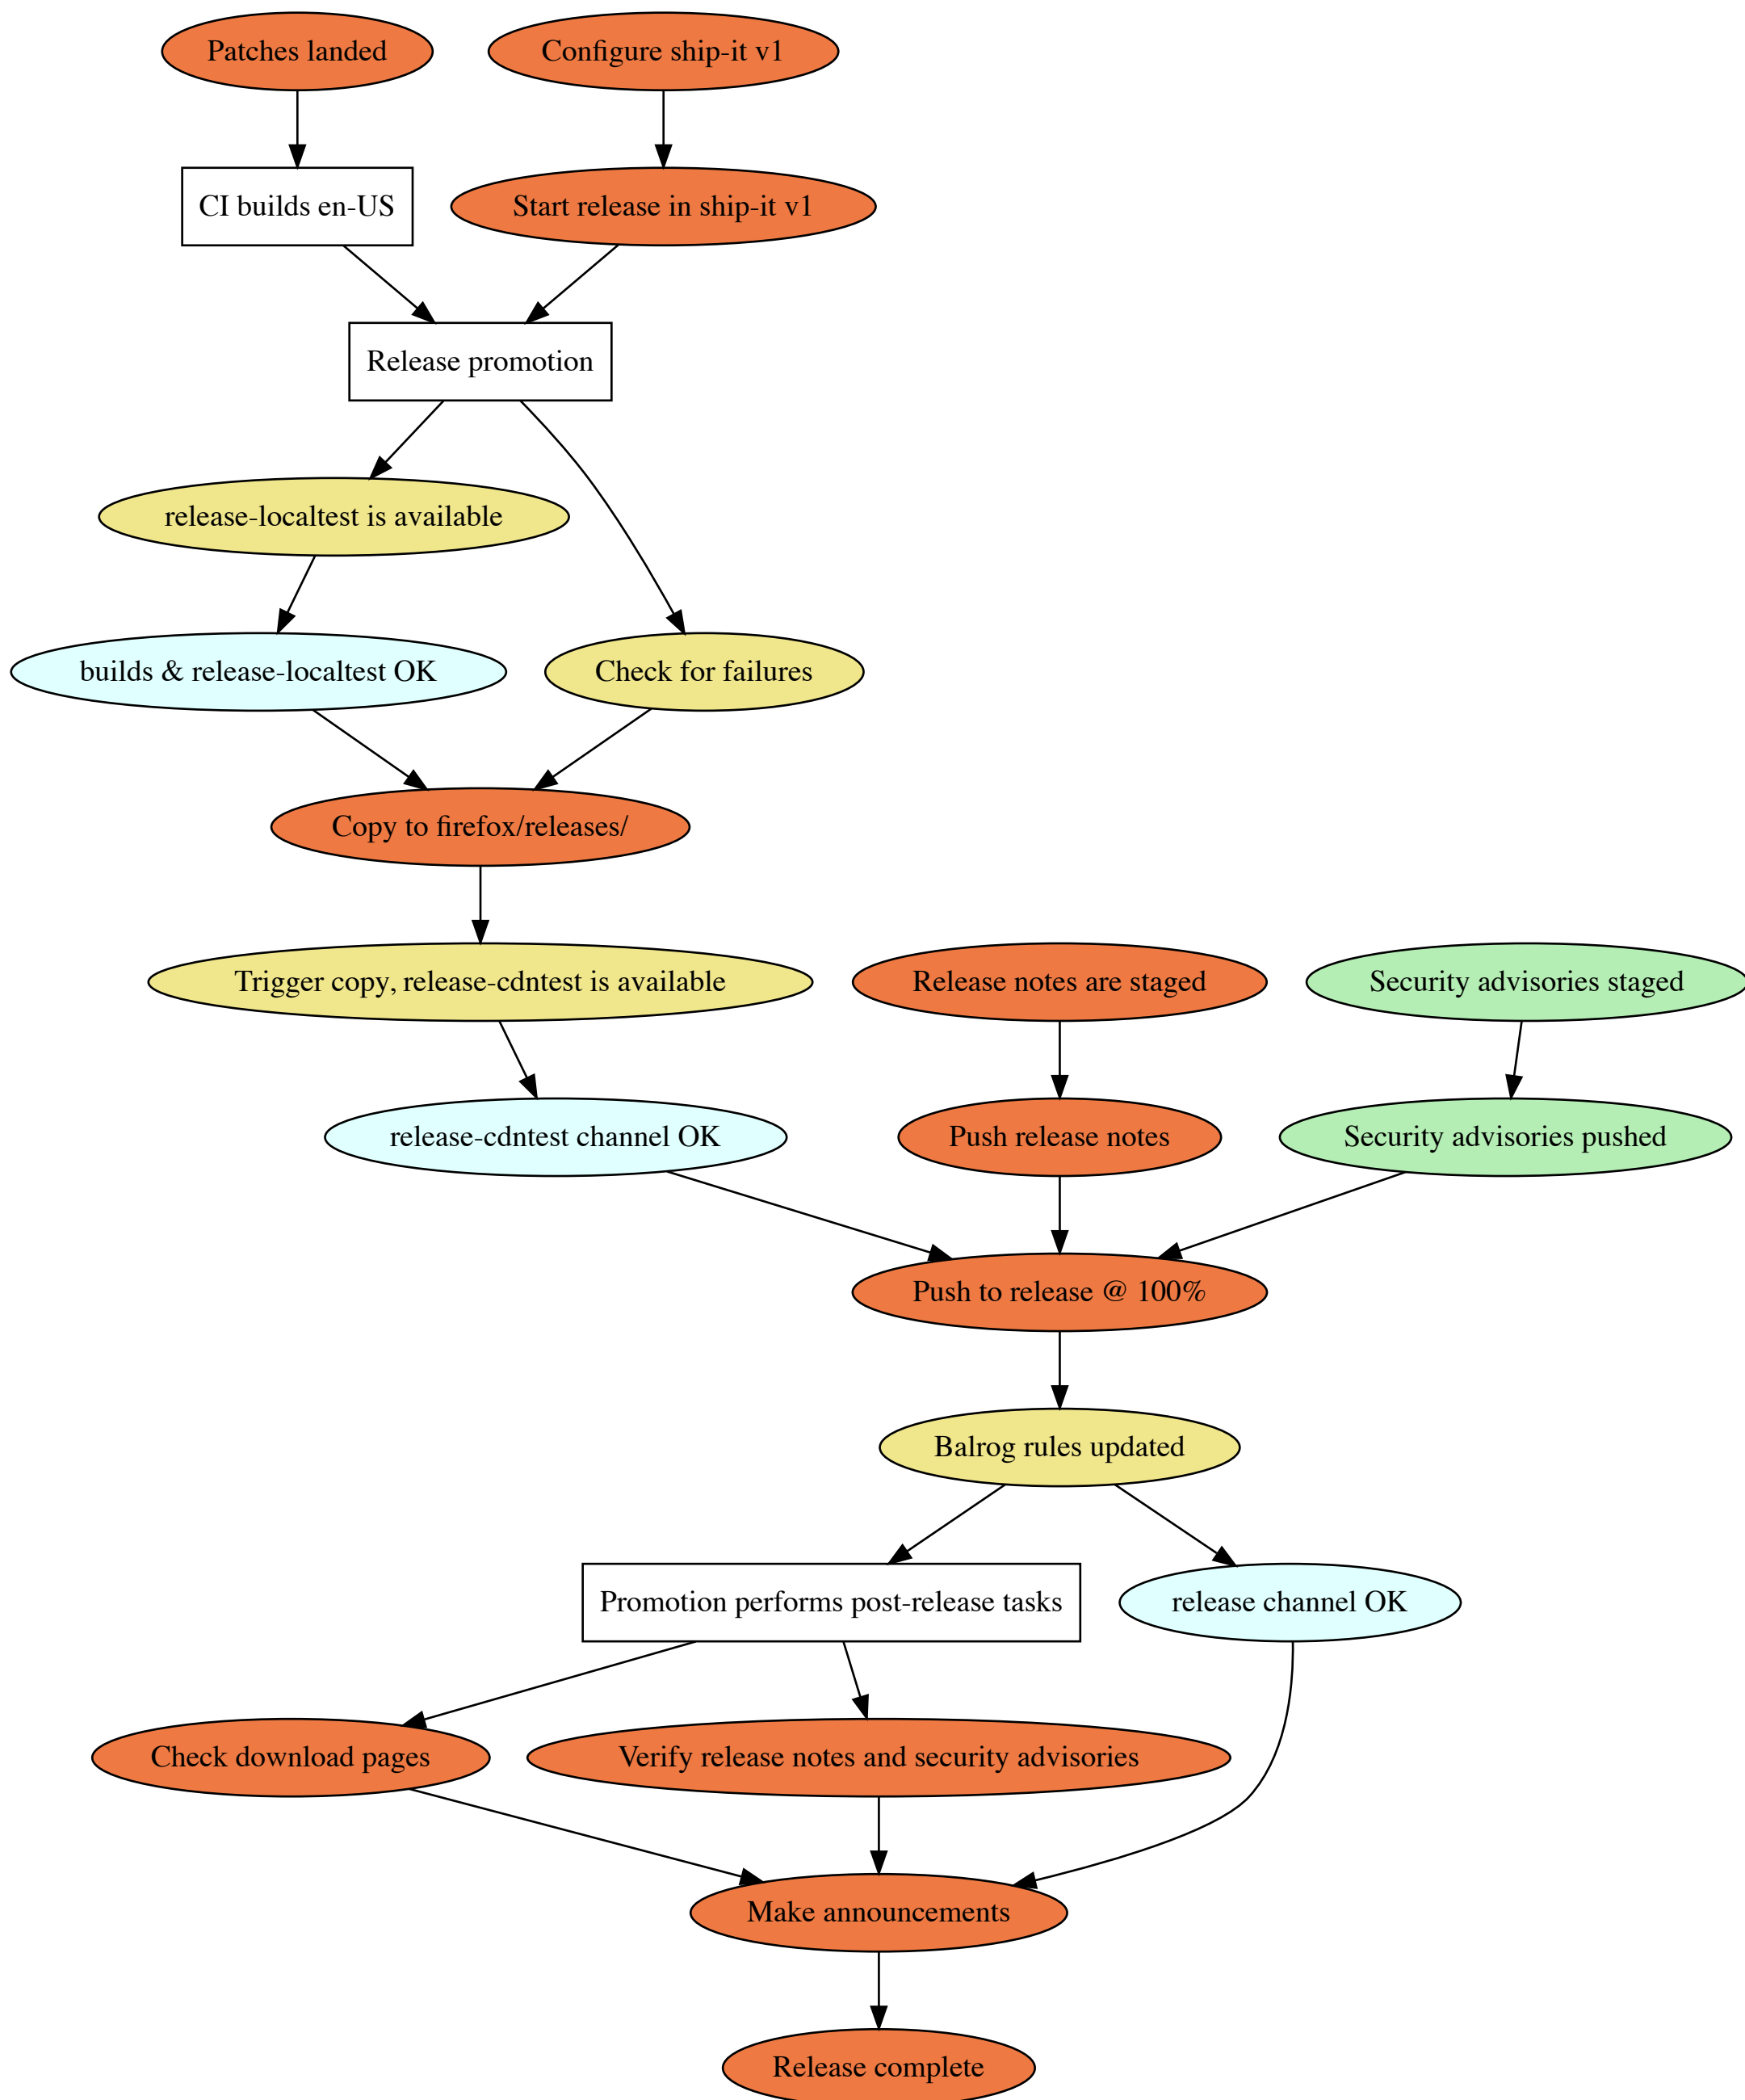 Patches landed
Configure ship-it v1
CI builds en-US
Start release in ship-it v1
Release promotion
release-localtest is available
builds & release-localtest OK
Check for failures
Copy to firefox/releases/
Trigger copy, release-cdntest is available
Release notes are staged
Security advisories staged
release-cdntest channel OK
Push release notes
Security advisories pushed
Push to release @ 100%
Balrog rules updated
Promotion performs post-release tasks
release channel OK
Check download pages
Verify release notes and security advisories
Make announcements
Release complete